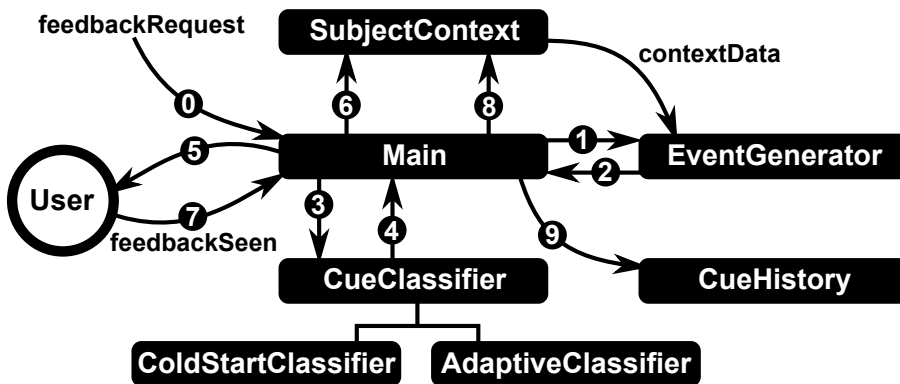 feedbackRequest
SubjectContext
contextData
0
6
8
5
Main
1
EventGenerator
2
User
7
feedbackSeen
3
4
9
CueClassifier
CueHistory
ColdStartClassifier
AdaptiveClassifier